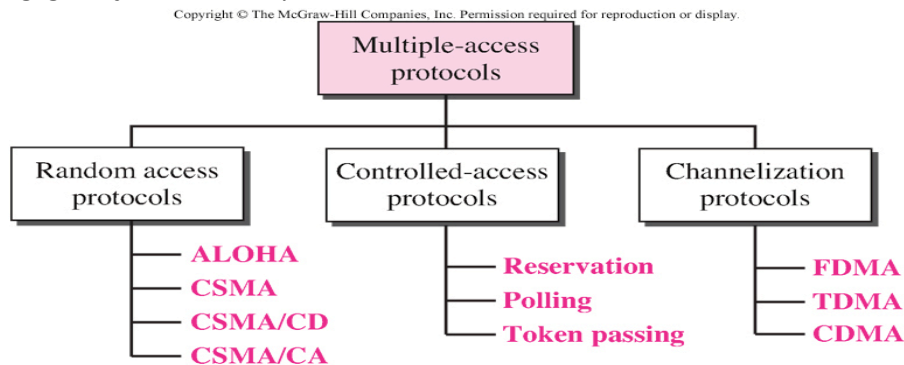 Copyright © The McGraw-Hill Companies, Inc. Permission required for reproduction or display.
Multiple-access
protocols
Random access
protocols
Controlled-access
protocols
Channelization
protocols
ALOHA
CSMA
CSMA/CD
CSMA/CA
Reservation
Polling
Token passing
FDMA
TDMA
CDMA